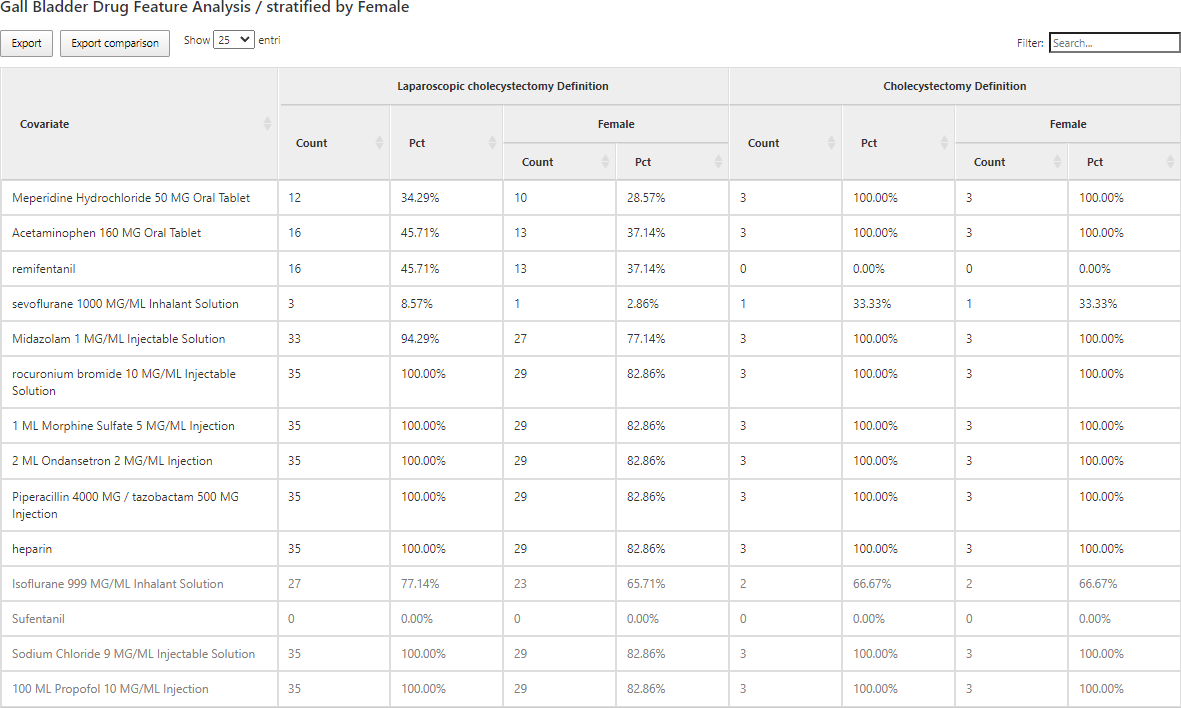 Gall Bladder Drug Feature Analysis / stratified by Female
Export Export comparison Show 25 entri Filter: Search...
Laparoscopic cholecystectomy Definition Cholecystectomy Definition
Covariate Count Pct Female Count Pct Female
Count Pct Count Pct
Meperidine Hydrochloride 50 MG Oral Tablet 12 34.29% 10 28.57% 3 100.00% 3 100.00%
Acetaminophen 160 MG Oral Tablet 16 45.71% 13 37.14% 3 100.00% 3 100.00%
remifentanil 16 45.71% 13 37.14% 0 0.00% 0 0.00%
sevoflurane 1000 MG/ML Inhalant Solution 3 8.57% 1 2.86% 1 33.33% 1 33.33%
Midazolam 1 MG/ML Injectable Solution 33 94.29% 27 77.14% 3 100.00% 3 100.00%
rocuronium bromide 10 MG/ML Injectable 35 100.00% 29 82.86% 3 100.00% 3 100.00%
Solution
1 ML Morphine Sulfate 5 MG/ML Injection 35 100.00% 29 82.86% 3 100.00% 3 100.00%
2 ML Ondansetron 2 MG/ML Injection 35 100.00% 29 82.86% 3 100.00% 3 100.00%
Piperacillin 4000 MG / tazobactam 500 MG 35 100.00% 29 82.86% 3 100.00% 3 100.00%
Injection
heparin 35 100.00% 29 82.86% 3 100.00% 3 100.00%
Isoflurane 999 MG/ML Inhalant Solution 27 77.14% 23 65.71% 2 66.67% 2 66.67%
Sufentanil 0 0.00% 0 0.00% 0 0.00% 0 0.00%
Sodium Chloride 9 MG/ML Injectable Solution 35 100.00% 29 82.86% 3 100.00% 3 100.00%
100 ML Propofol 10 MG/ML Injection 35 100.00% 29 82.86% 3 100.00% 3 100.00%